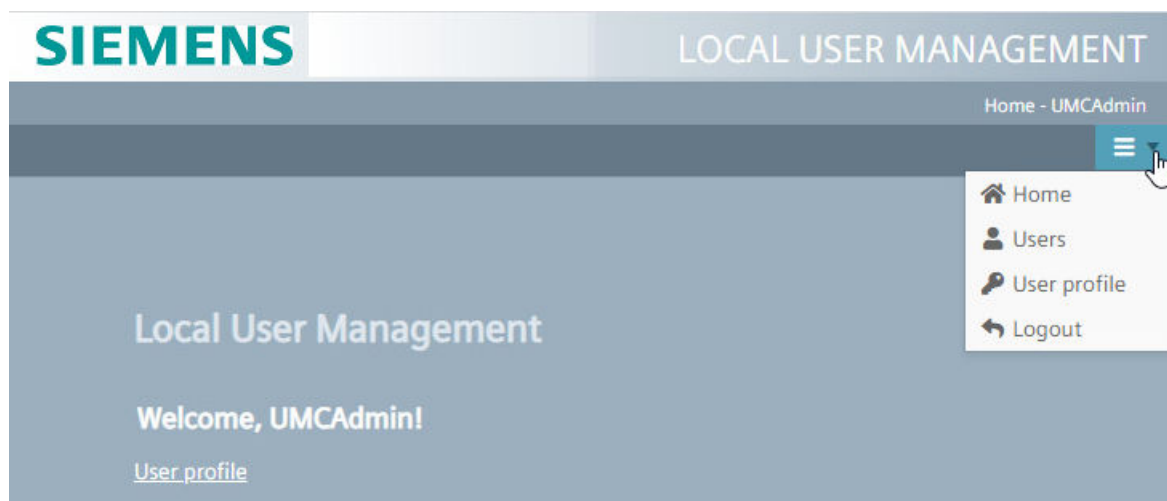 SIEMENS
LOCAL USER MANAGEMENT
Home - UMCAdmin
Home
Users
User profile
Logout
Local User Management
Welcome, UMCAdmin!
User profile